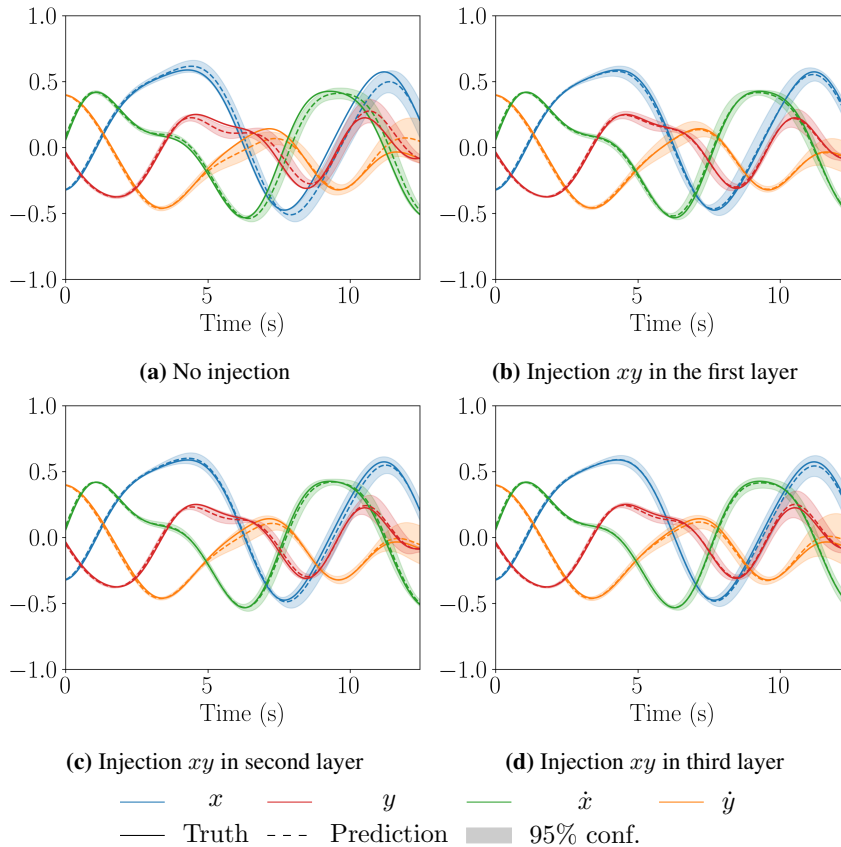 1.0
0.5
0.0
−0.5
−1.0
0 5 10
Time (s)
(a) No injection
1.0
0.5
0.0
−0.5
−1.0
0 5 10
Time (s)
(b) Injection xy in the first layer
1.0
0.5
0.0
−0.5
−1.0
0 5 10
Time (s)
(c) Injection xy in second layer
1.0
0.5
0.0
−0.5
−1.0
0 5 10
Time (s)
(d) Injection xy in third layer
x y ẋ ẏ
Truth Prediction 95% conf.